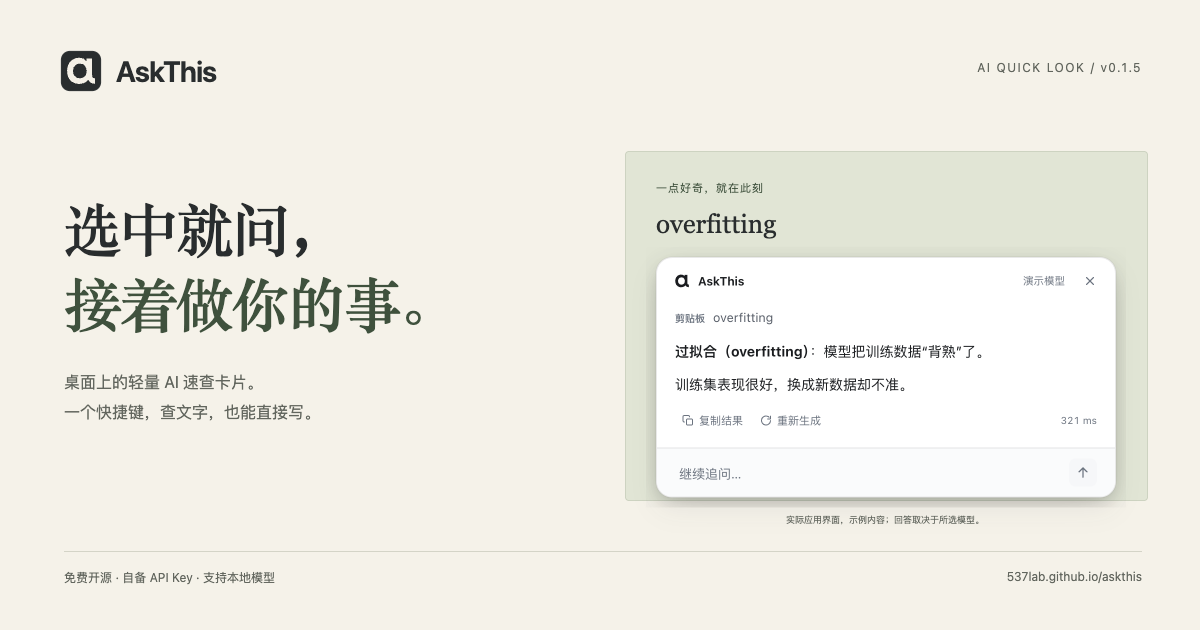 AskThis
AI QUICK LOOK / v0.1.5
选中就问，
接着做你的事。
桌面上的轻量 AI 速查卡片。
一个快捷键，查文字，也能直接写。
一点好奇，就在此刻
overfitting
AskThis
演示模型
剪贴板 overfitting
过拟合（overfitting）：模型把训练数据“背熟”了。
训练集表现很好，换成新数据却不准。
复制结果 重新生成 321 ms
继续追问...
实际应用界面，示例内容；回答取决于所选模型。
免费开源 · 自备 API Key · 支持本地模型
537lab.github.io/askthis